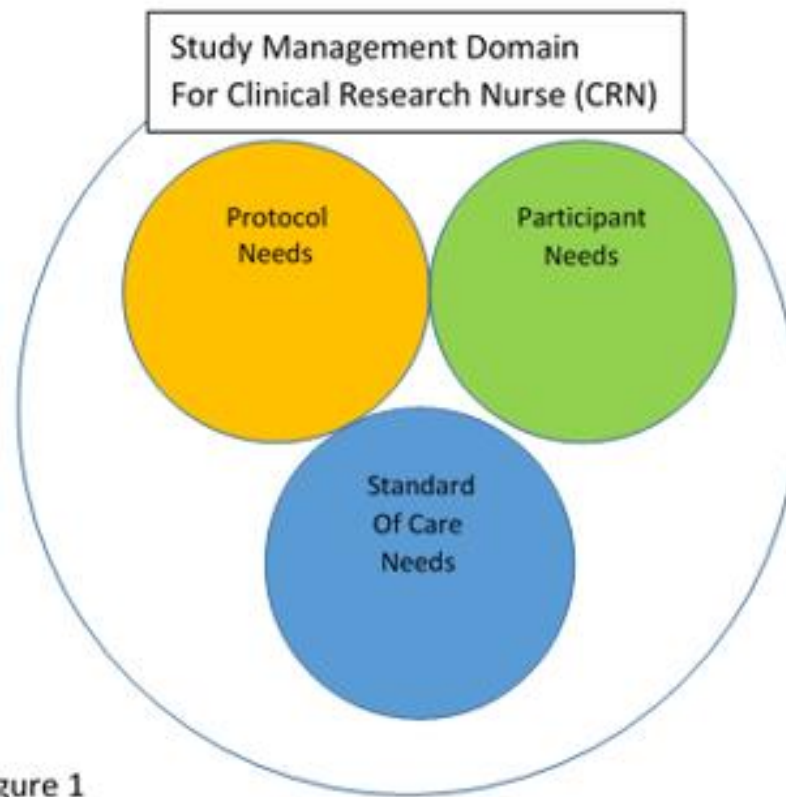 Study Management Domain
For Clinical Research Nurse (CRN)
Protocol
Needs
Participant
Needs
Standard
Of Care
Needs
gure 1